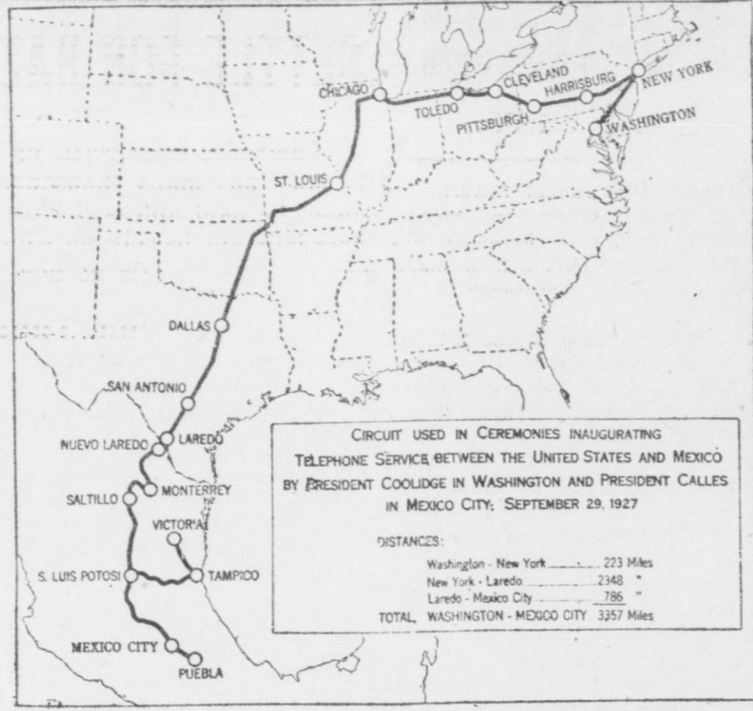 CHICAGO
TOLEDO
CLEVELAND
PITTSBURGH
HARRISBURG
NEW YORK
WASHINGTON
ST. LOUIS
DALLAS
SAN ANTONIO
NUEVO LAREDO
LAREDO
SALTILLO
MONTERREY
VICTORIA
S. LUIS POTOSI
TAMPICO
MEXICO CITY
PUEBLA
CIRCUIT USED IN CEREMONIES INAUGURATING
TELEPHONE SERVICE BETWEEN THE UNITED STATES AND MEXICO
BY PRESIDENT COOLIDGE IN WASHINGTON AND PRESIDENT CALLES
IN MEXICO CITY; SEPTEMBER 29, 1927
DISTANCES:
Washington - New York 223 Miles
New York - Laredo 2348 "
Laredo - Mexico City 786 "
TOTAL, WASHINGTON - MEXICO CITY 3357 Miles